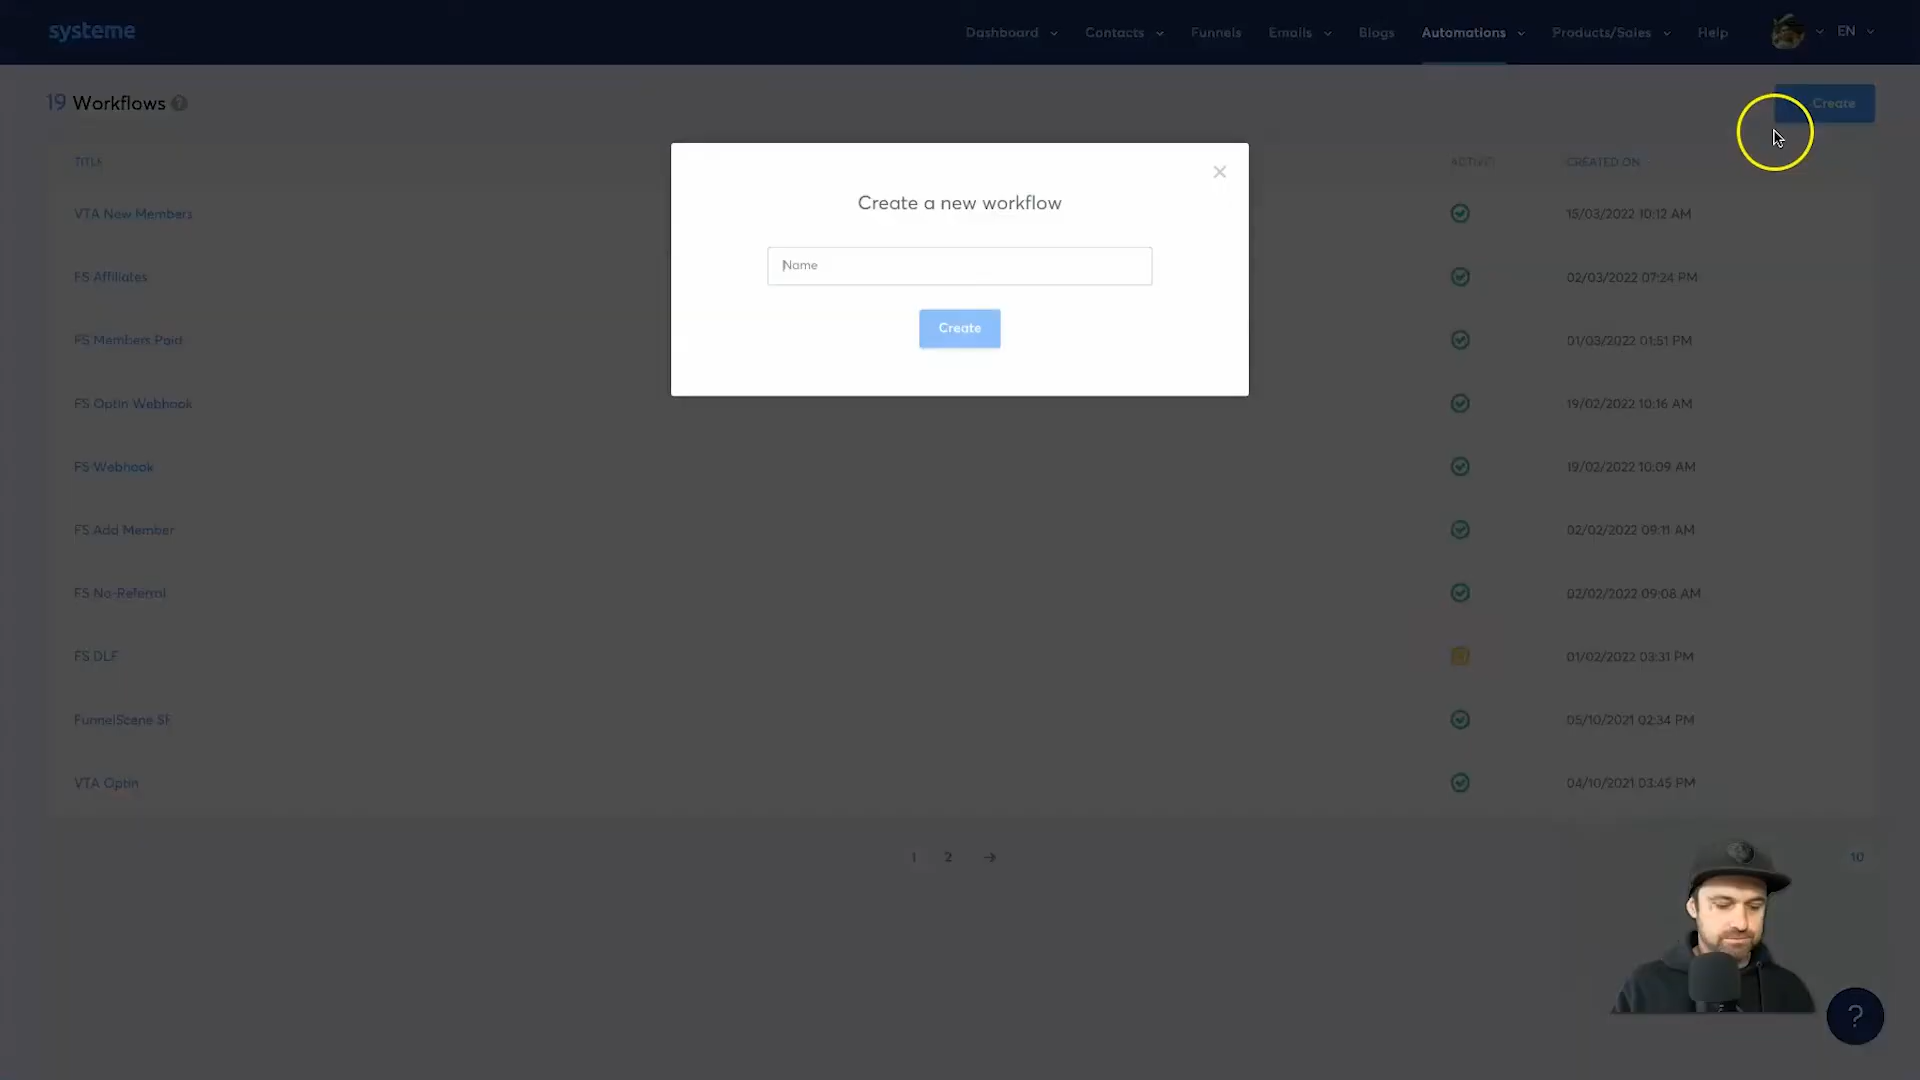 systeme
Dashboard Contacts Funnels Emails Blogs Automations Products/Sales Help EN
19 Workflows ?
Create
TITLE ACTIVE CREATED ON
Create a new workflow
Name
Create
VTA New Members 15/03/2022 10:12 AM
FS Affiliates 02/03/2022 07:24 PM
FS Members Paid 01/03/2022 01:51 PM
FS Optin Webhook 19/02/2022 10:16 AM
FS Webhook 19/02/2022 10:09 AM
FS Add Member 02/02/2022 09:11 AM
FS No-Referral 02/02/2022 09:08 AM
FS DLF 01/02/2022 03:31 PM
FunnelScene SF 05/10/2021 02:34 PM
VTA Optin 04/10/2021 03:45 PM
1 2 → 10
?